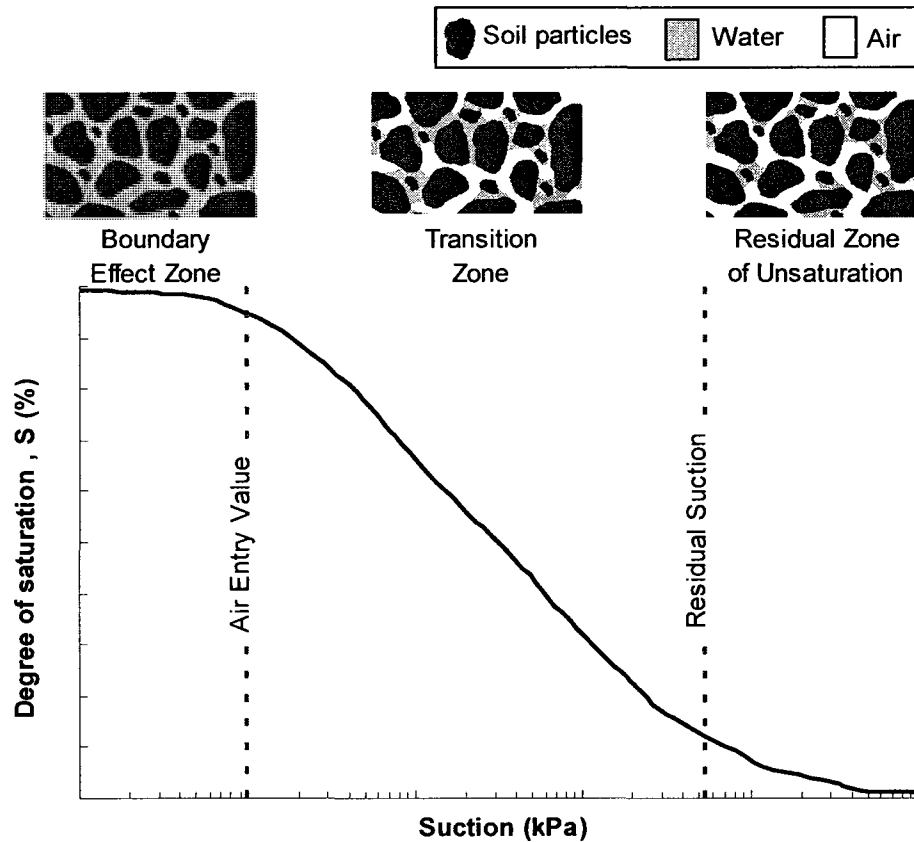 Soil particles Water Air
Boundary
Effect Zone
Transition
Zone
Residual Zone
of Unsaturation
Degree of saturation , S (%)
Air Entry Value
Residual Suction
Suction (kPa)